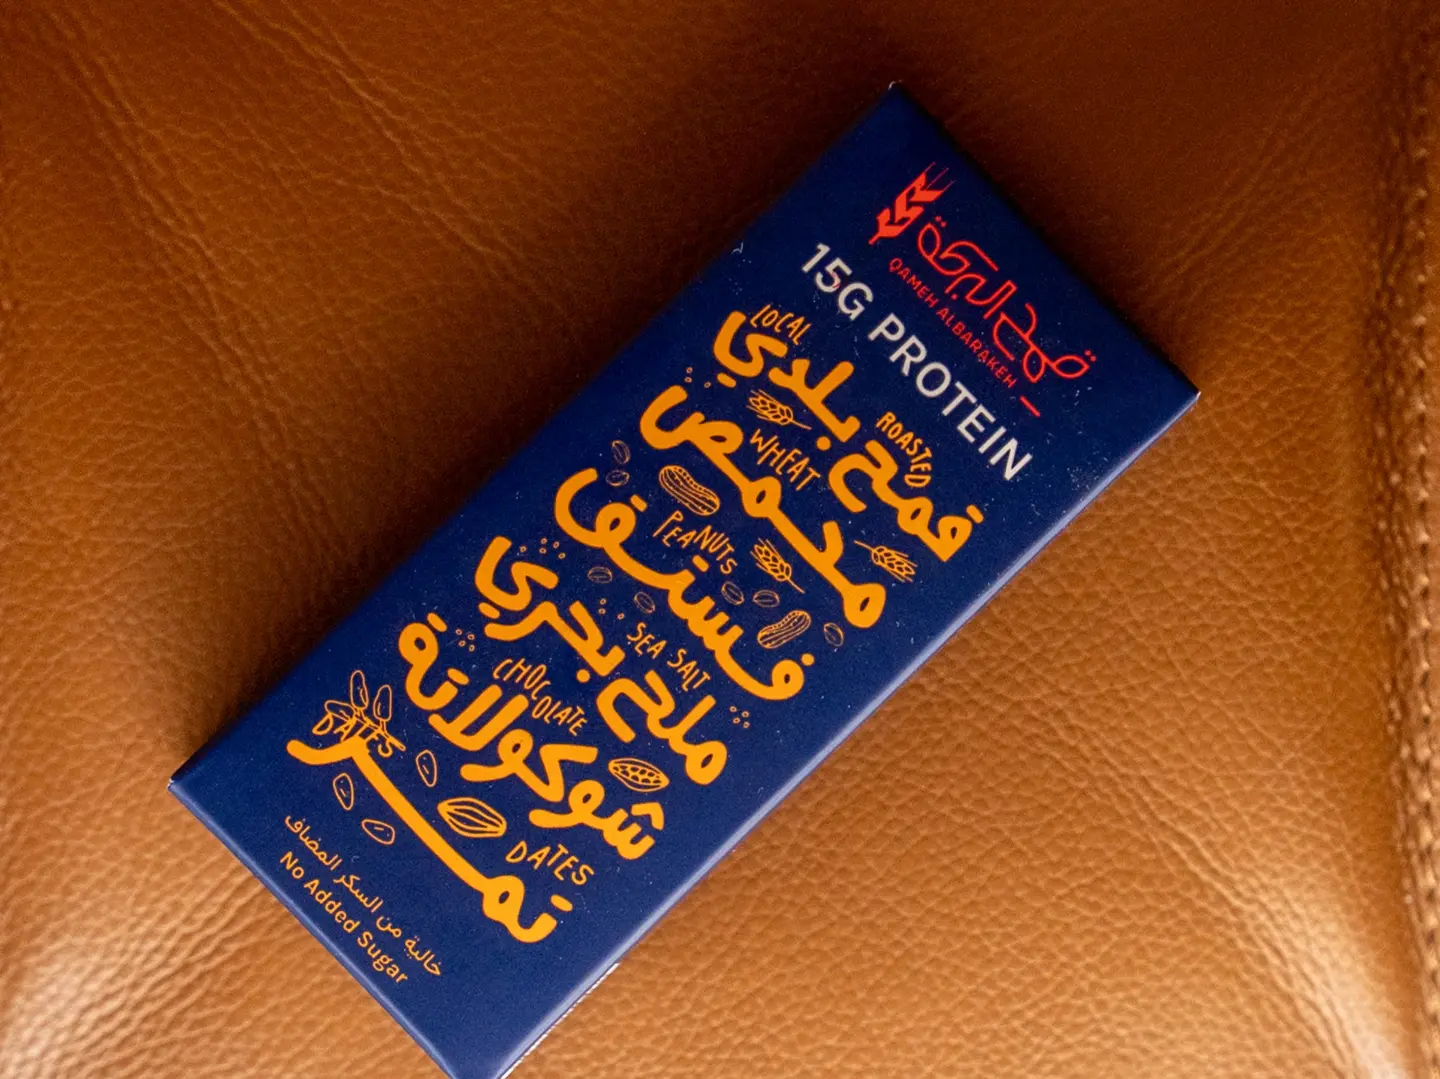 قمح البركة
QAMEH ALBARAKEH
15G PROTEIN
LOCAL
قمح بلدي
ROASTED
WHEAT
محمص
PEANUTS
فستق
SEA SALT
ملح بحري
CHOCOLATE
شوكولاتة
DATES
DATES
تمر
خالية من السكر المضاف
No Added Sugar